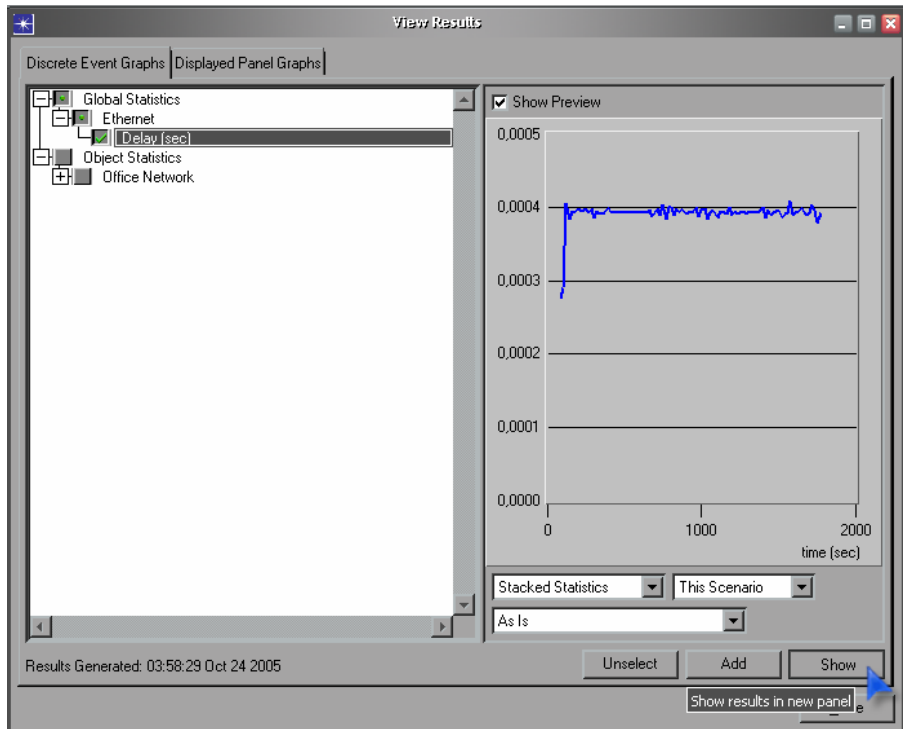 View Results
Discrete Event Graphs
Displayed Panel Graphs
Global Statistics
Ethernet
Delay (sec)
Object Statistics
Office Network
Show Preview
0,0005
0,0004
0,0003
0,0002
0,0001
0,0000
0 1000 2000
time (sec)
Stacked Statistics
This Scenario
As Is
Results Generated: 03:58:29 Oct 24 2005
Unselect
Add
Show
Show results in new panel